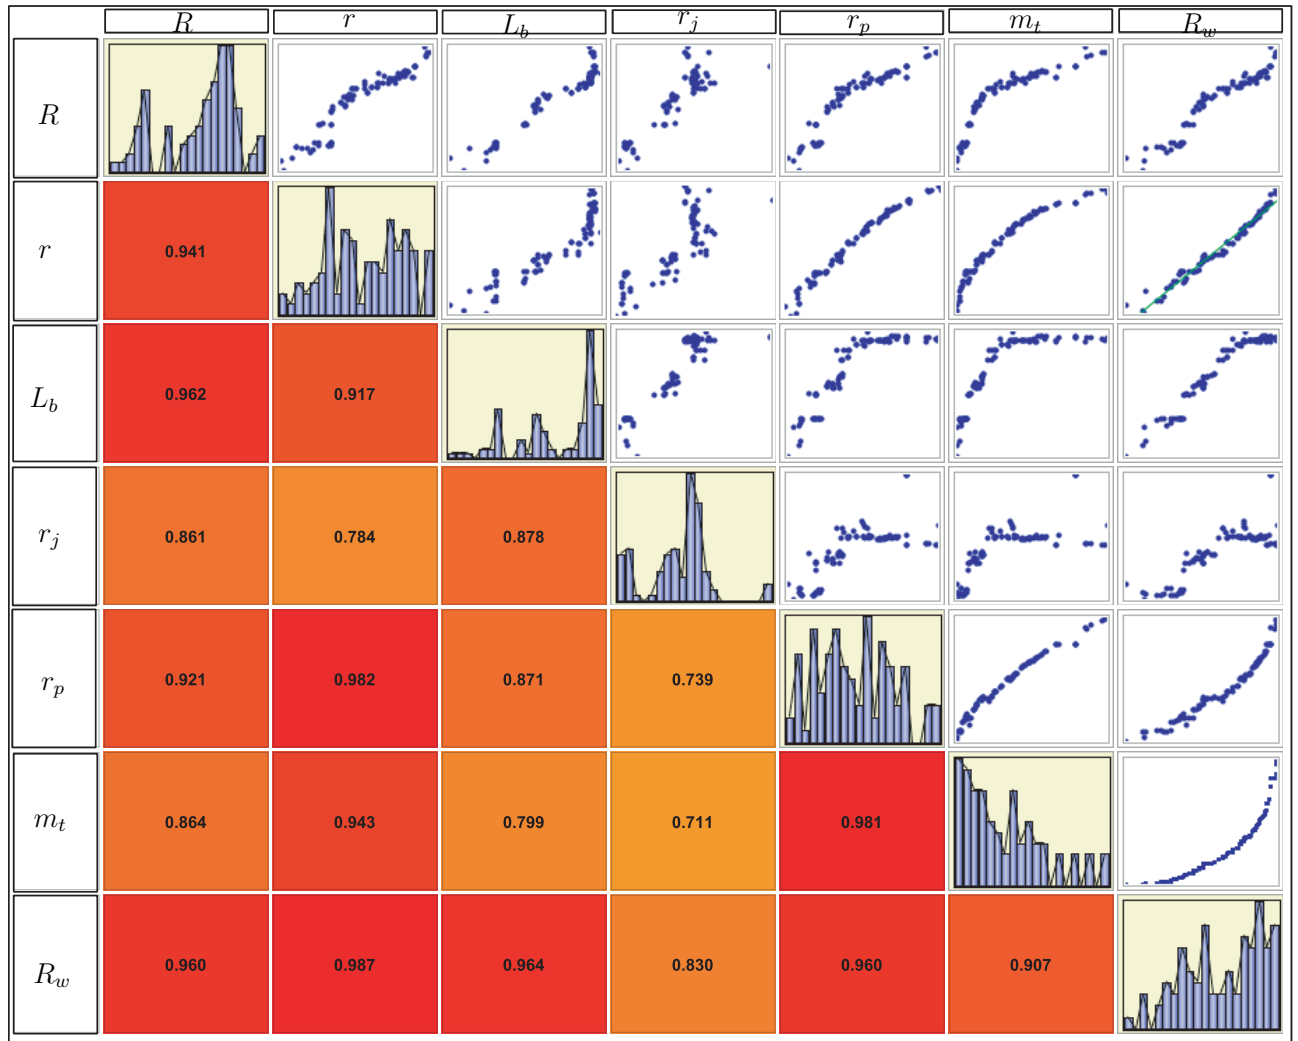 R r L_b r_j r_p m_t R_w
R
r 0.941
L_b 0.962 0.917
r_j 0.861 0.784 0.878
r_p 0.921 0.982 0.871 0.739
m_t 0.864 0.943 0.799 0.711 0.981
R_w 0.960 0.987 0.964 0.830 0.960 0.907